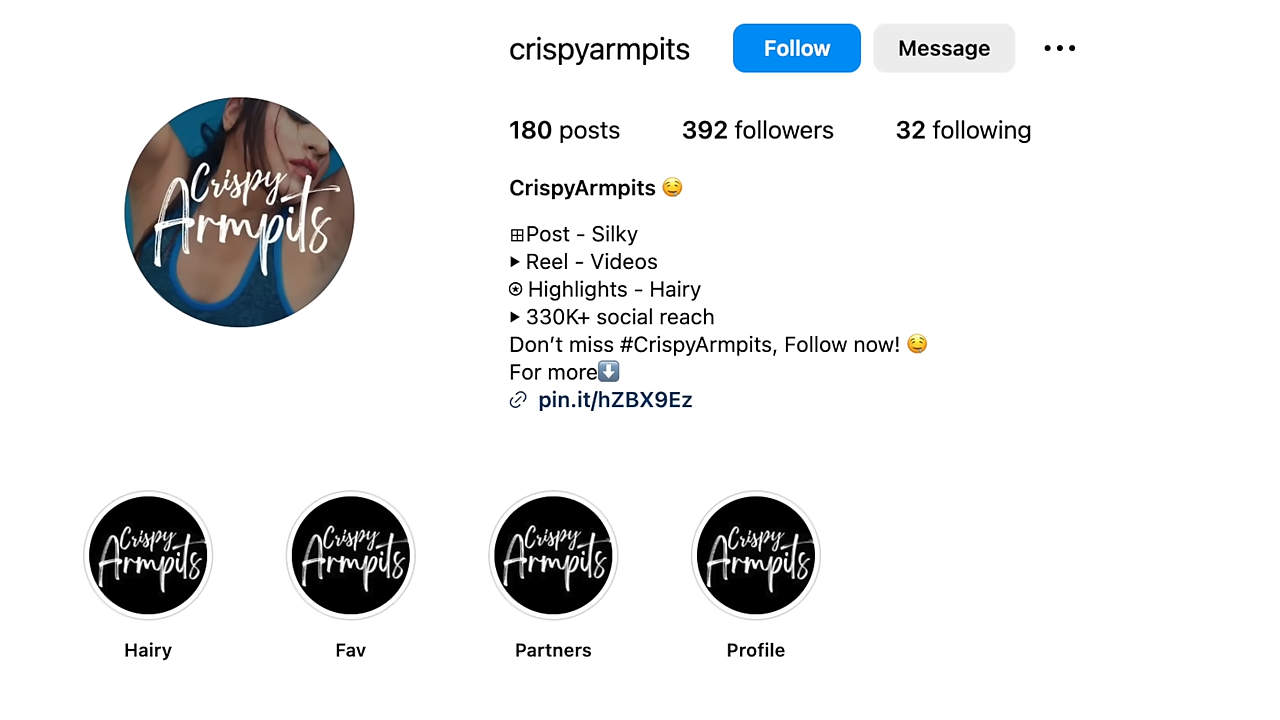 crispyarmpits Follow Message
180 posts 392 followers 32 following
CrispyArmpits 🤤
Crispy
Armpits
Post - Silky
Reel - Videos
Highlights - Hairy
330K+ social reach
Don’t miss #CrispyArmpits, Follow now! 🤤
For more⬇️
pin.it/hZBX9Ez
Crispy Armpits
Crispy Armpits
Crispy Armpits
Crispy Armpits
Hairy Fav Partners Profile